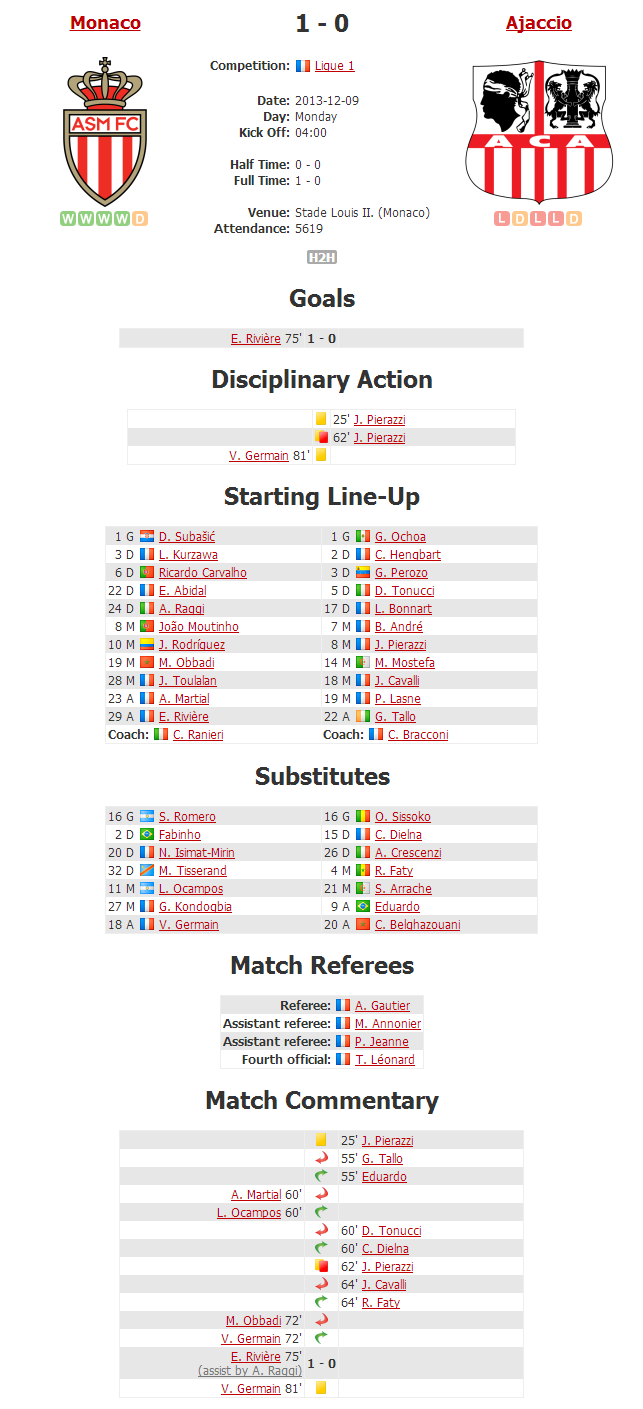 Monaco 1 - 0 Ajaccio
ASM FC
A C A
Competition: Ligue 1
Date: 2013-12-09
Day: Monday
Kick Off: 04:00
Half Time: 0 - 0
Full Time: 1 - 0
Venue: Stade Louis II. (Monaco)
Attendance: 5619
W W W W D
L D L L D
H2H
Goals
E. Rivière 75' 1 - 0
Disciplinary Action
25' J. Pierazzi
62' J. Pierazzi
V. Germain 81'
Starting Line-Up
1 G D. Subašić 1 G G. Ochoa
3 D L. Kurzawa 2 D C. Hengbart
6 D Ricardo Carvalho 3 D G. Perozo
22 D E. Abidal 5 D D. Tonucci
24 D A. Raggi 17 D L. Bonnart
8 M João Moutinho 7 M B. André
10 M J. Rodríguez 8 M J. Pierazzi
19 M M. Obbadi 14 M M. Mostefa
28 M J. Toulalan 18 M J. Cavalli
23 A A. Martial 19 M P. Lasne
29 A E. Rivière 22 A G. Tallo
Coach: C. Ranieri Coach: C. Bracconi
Substitutes
16 G S. Romero 16 G O. Sissoko
2 D Fabinho 15 D C. Dielna
20 D N. Isimat-Mirin 26 D A. Crescenzi
32 D M. Tisserand 4 M R. Faty
11 M L. Ocampos 21 M S. Arrache
27 M G. Kondogbia 9 A Eduardo
18 A V. Germain 20 A C. Belghazouani
Match Referees
Referee: A. Gautier
Assistant referee: M. Annonier
Assistant referee: P. Jeanne
Fourth official: T. Léonard
Match Commentary
25' J. Pierazzi
55' G. Tallo
55' Eduardo
A. Martial 60'
L. Ocampos 60'
60' D. Tonucci
60' C. Dielna
62' J. Pierazzi
64' J. Cavalli
64' R. Faty
M. Obbadi 72'
V. Germain 72'
E. Rivière 75' 1 - 0
(assist by A. Raggi)
V. Germain 81'